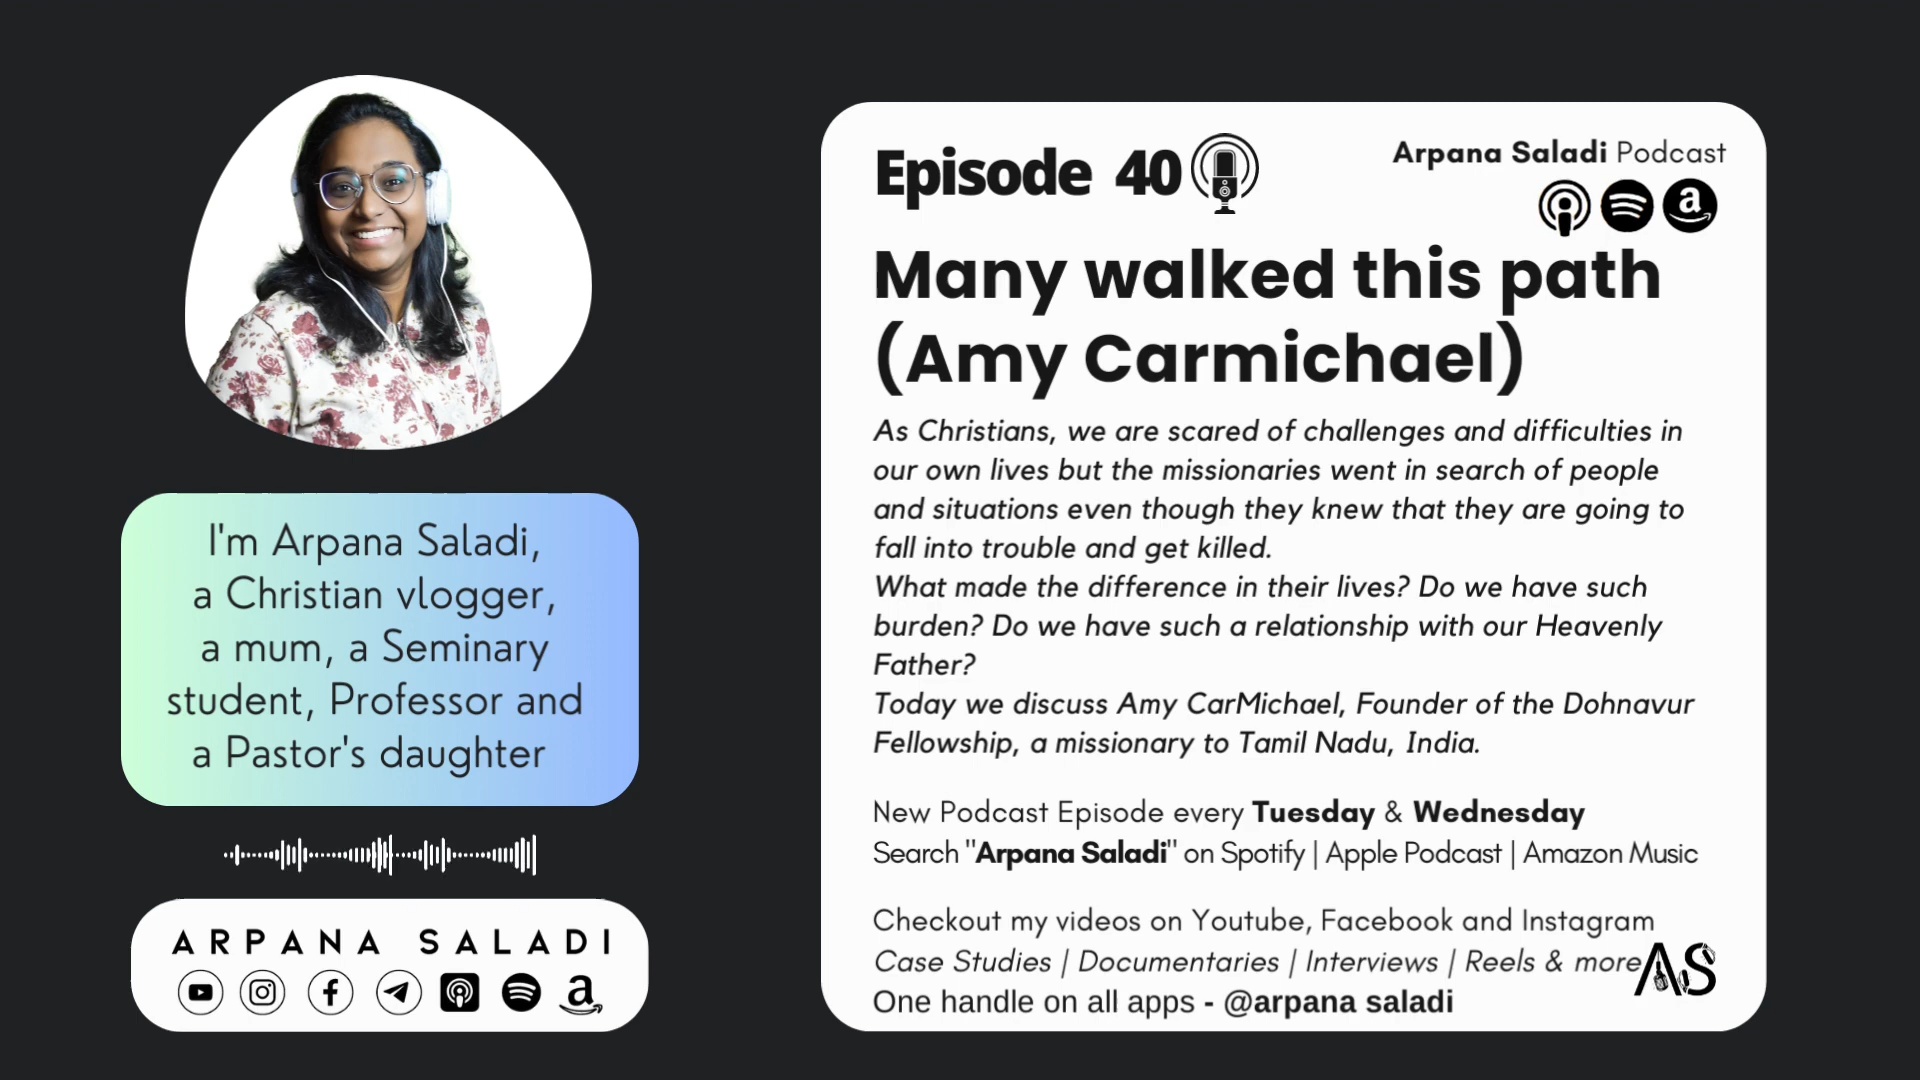 I'm Arpana Saladi,
a Christian vlogger,
a mum, a Seminary
student, Professor and
a Pastor's daughter
ARPANA SALADI
Episode 40
Arpana Saladi Podcast
Many walked this path
(Amy Carmichael)
As Christians, we are scared of challenges and difficulties in
our own lives but the missionaries went in search of people
and situations even though they knew that they are going to
fall into trouble and get killed.
What made the difference in their lives? Do we have such
burden? Do we have such a relationship with our Heavenly
Father?
Today we discuss Amy CarMichael, Founder of the Dohnavur
Fellowship, a missionary to Tamil Nadu, India.
New Podcast Episode every Tuesday & Wednesday
Search "Arpana Saladi" on Spotify | Apple Podcast | Amazon Music
Checkout my videos on Youtube, Facebook and Instagram
Case Studies | Documentaries | Interviews | Reels & more
AS
One handle on all apps - @arpana saladi